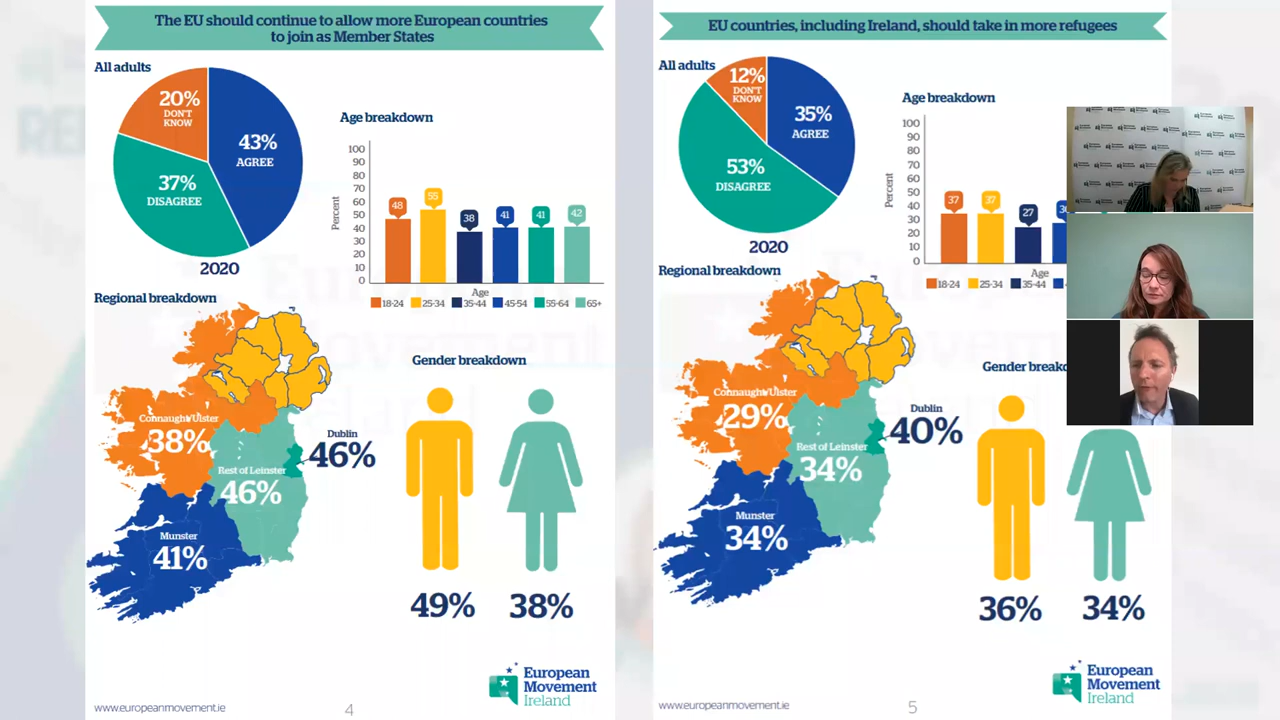 The EU should continue to allow more European countries
to join as Member States
All adults
20%
DON'T
KNOW
43%
AGREE
37%
DISAGREE
2020
Age breakdown
Percent
100
90
80
70
60
50
40
30
20
10
0
48
55
38
41
41
42
Age
18-24
25-34
35-44
45-54
55-64
65+
Regional breakdown
Connaught/Ulster
38%
Dublin
46%
Rest of Leinster
46%
Munster
41%
Gender breakdown
49%
38%
European
Movement
Ireland
www.europeanmovement.ie
4
EU countries, including Ireland, should take in more refugees
All adults
12%
DON'T
KNOW
35%
AGREE
53%
DISAGREE
2020
Age breakdown
Percent
100
90
80
70
60
50
40
30
20
10
0
37
37
27
Age
18-24
25-34
35-44
Regional breakdown
Connaught/Ulster
29%
Dublin
40%
Rest of Leinster
34%
Munster
34%
Gender break
36%
34%
European
Movement
Ireland
www.europeanmovement.ie
5